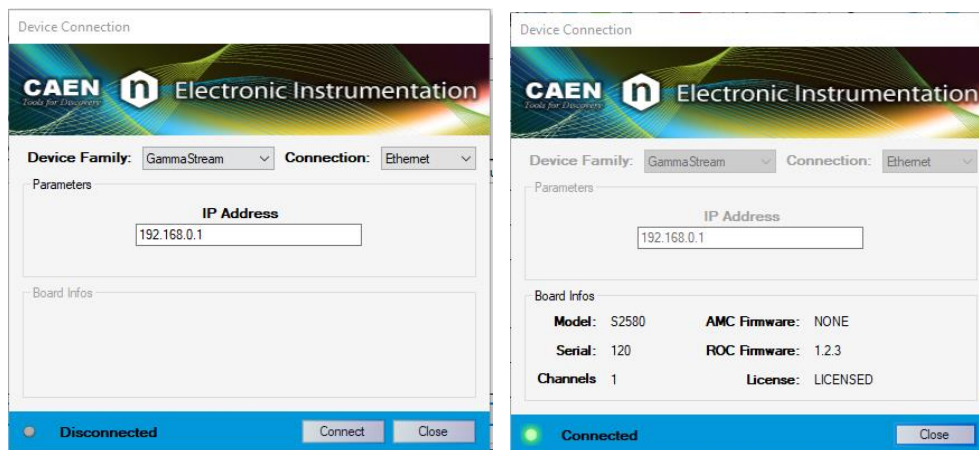 Device Connection
CAEN n Electronic Instrumentation
Tools for Discovery
Device Family: GammaStream Connection: Ethernet
Parameters
IP Address
192.168.0.1
Board Infos
Disconnected Connect Close
Device Connection
CAEN n Electronic Instrumentation
Tools for Discovery
Device Family: GammaStream Connection: Ethernet
Parameters
IP Address
192.168.0.1
Board Infos
Model: S2580 AMC Firmware: NONE
Serial: 120 ROC Firmware: 1.2.3
Channels 1 License: LICENSED
Connected Close